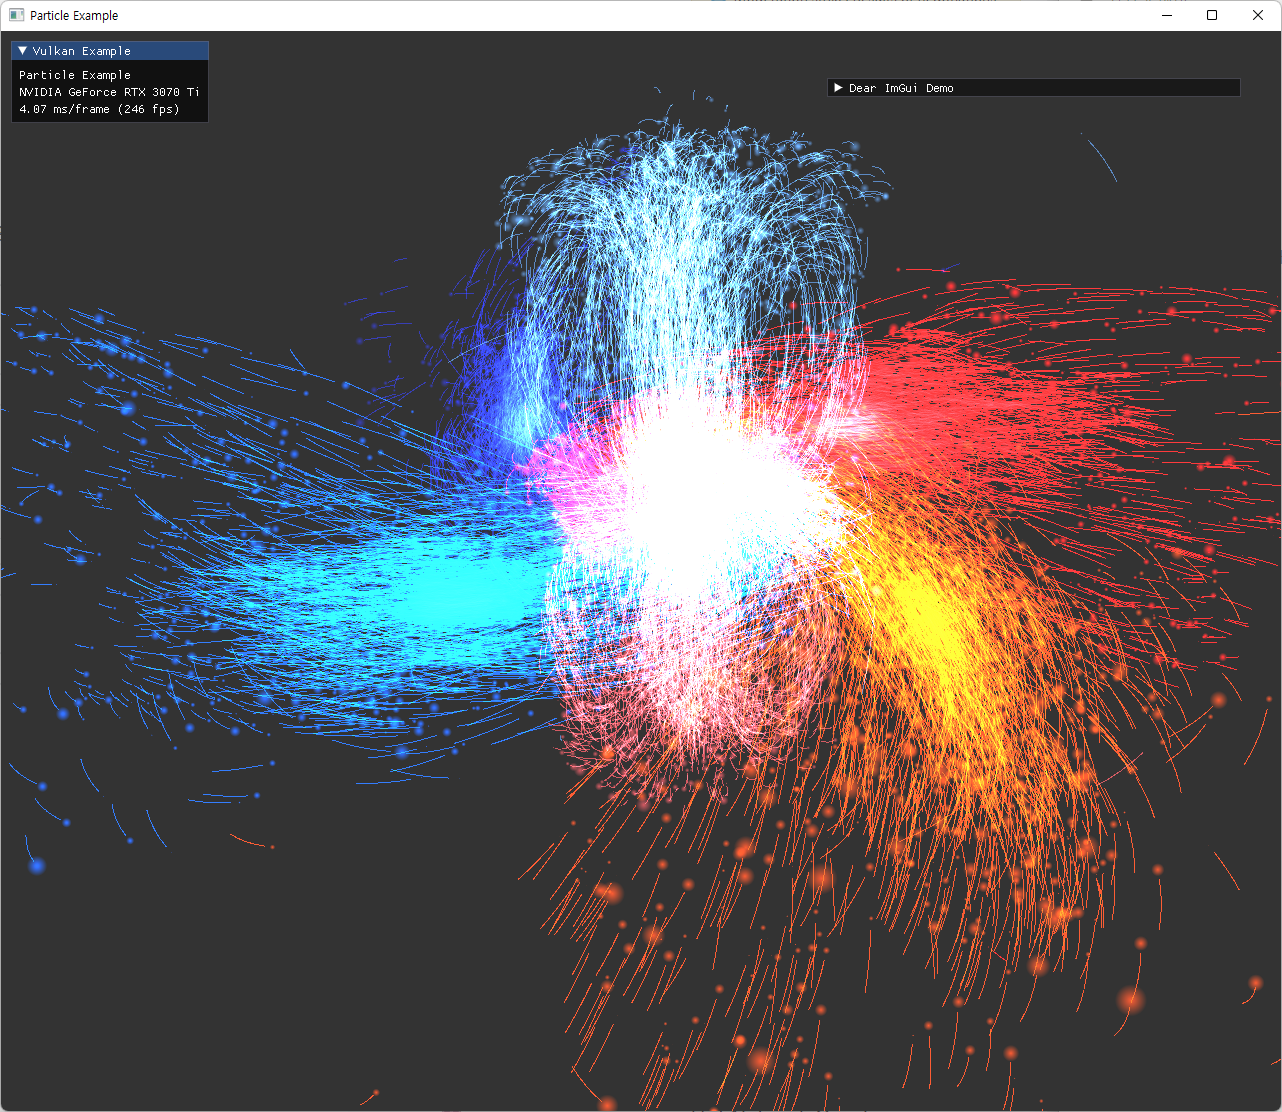 Particle Example
Vulkan Example
Particle Example
NVIDIA GeForce RTX 3070 Ti
4.07 ms/frame (246 fps)
Dear ImGui Demo